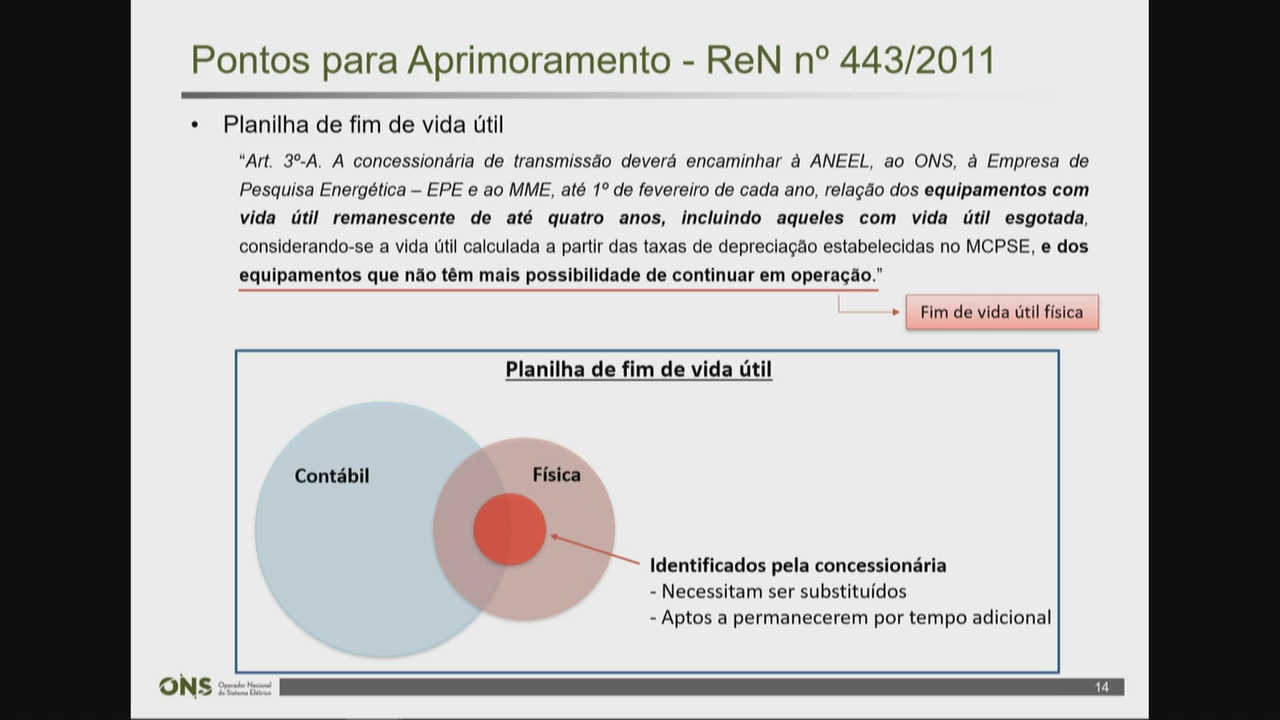 Pontos para Aprimoramento - ReN nº 443/2011
• Planilha de fim de vida útil
“Art. 3º-A. A concessionária de transmissão deverá encaminhar à ANEEL, ao ONS, à Empresa de
Pesquisa Energética – EPE e ao MME, até 1º de fevereiro de cada ano, relação dos equipamentos com
vida útil remanescente de até quatro anos, incluindo aqueles com vida útil esgotada,
considerando-se a vida útil calculada a partir das taxas de depreciação estabelecidas no MCPSE, e dos
equipamentos que não têm mais possibilidade de continuar em operação.”
Fim de vida útil física
Planilha de fim de vida útil
Contábil
Física
Identificados pela concessionária
- Necessitam ser substituídos
- Aptos a permanecerem por tempo adicional
ONS
Operador Nacional
do Sistema Elétrico
14